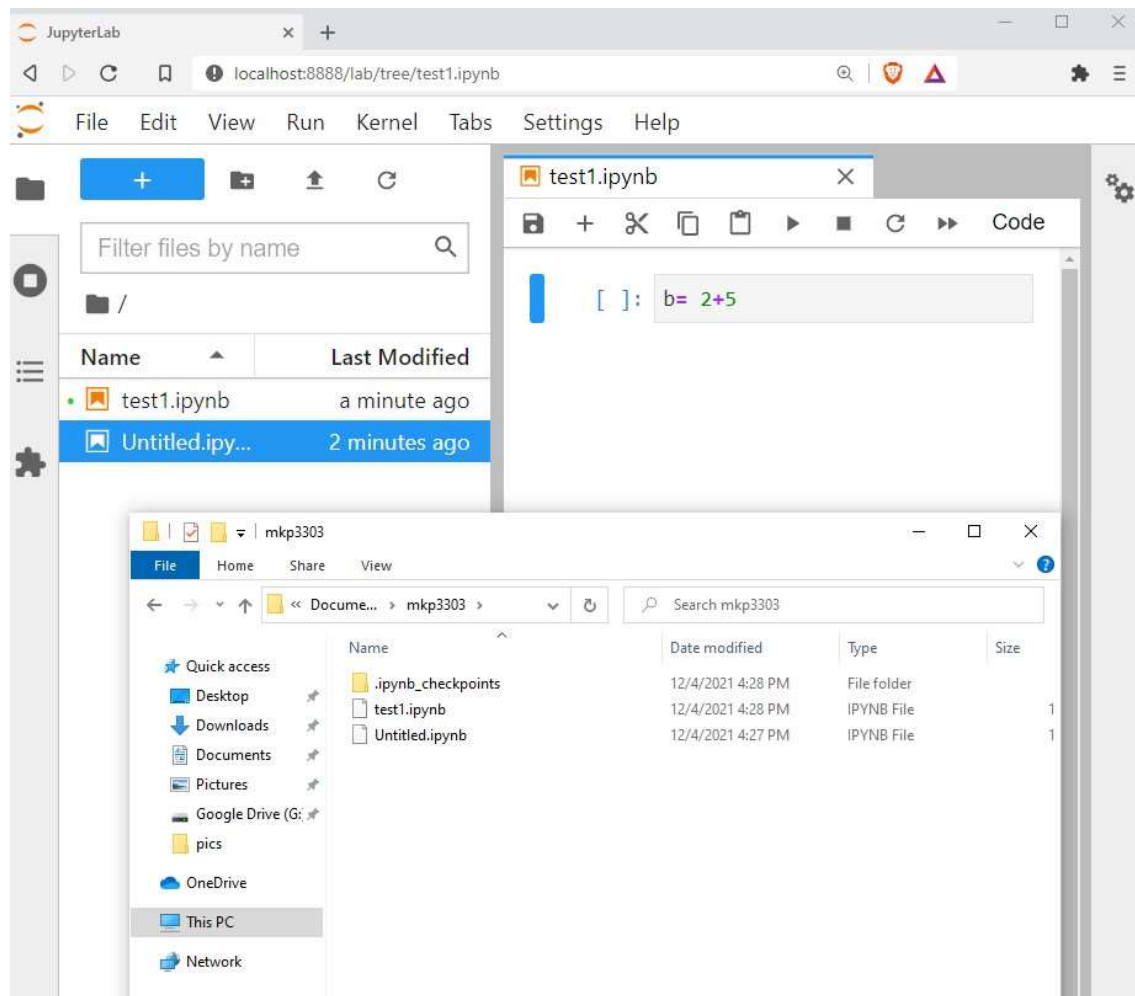 JupyterLab
localhost:8888/lab/tree/test1.ipynb
File Edit View Run Kernel Tabs Settings Help
+
Filter files by name
/
Name Last Modified
test1.ipynb a minute ago
Untitled.ipy... 2 minutes ago
test1.ipynb
Code
[ ]: b= 2+5
mkp3303
File Home Share View
« Docume... › mkp3303 ›
Search mkp3303
Name Date modified Type Size
.ipynb_checkpoints 12/4/2021 4:28 PM File folder
test1.ipynb 12/4/2021 4:28 PM IPYNB File 1
Untitled.ipynb 12/4/2021 4:27 PM IPYNB File 1
Quick access
Desktop
Downloads
Documents
Pictures
Google Drive (G:
pics
OneDrive
This PC
Network